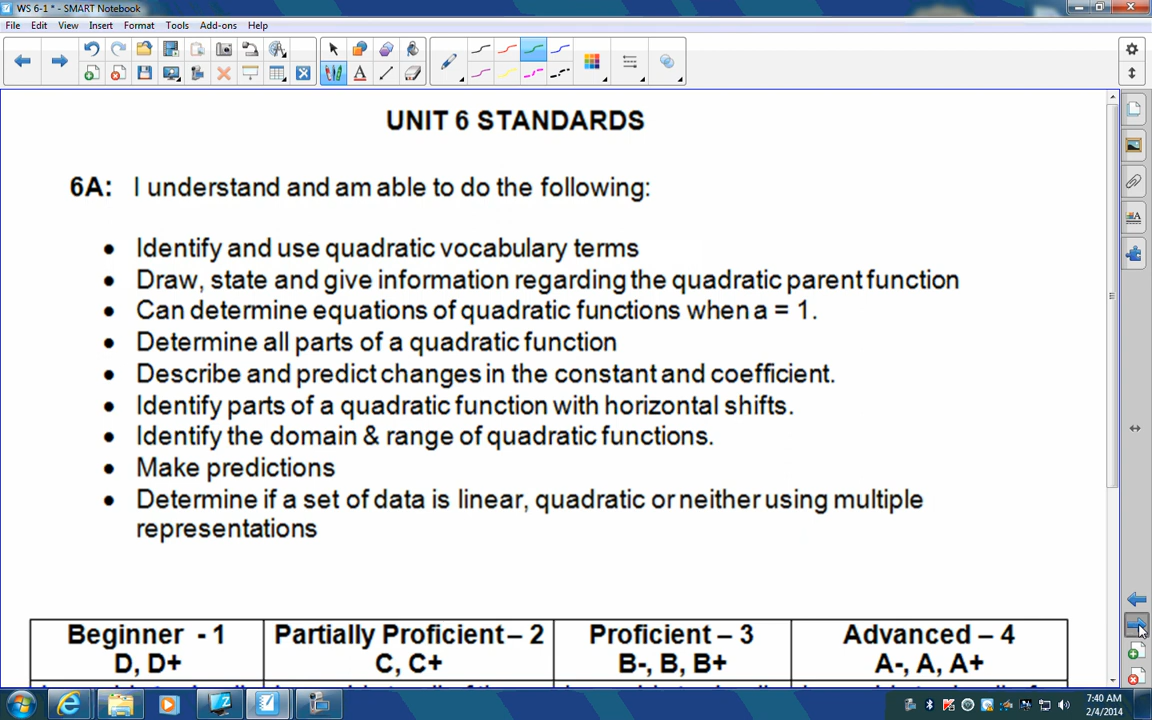 WS 6-1 * - SMART Notebook
File Edit View Insert Format Tools Add-ons Help
UNIT 6 STANDARDS
6A: I understand and am able to do the following:
• Identify and use quadratic vocabulary terms
• Draw, state and give information regarding the quadratic parent function
• Can determine equations of quadratic functions when a = 1.
• Determine all parts of a quadratic function
• Describe and predict changes in the constant and coefficient.
• Identify parts of a quadratic function with horizontal shifts.
• Identify the domain & range of quadratic functions.
• Make predictions
• Determine if a set of data is linear, quadratic or neither using multiple
representations
Beginner - 1 Partially Proficient – 2 Proficient – 3 Advanced – 4
D, D+ C, C+ B-, B, B+ A-, A, A+
7:40 AM
2/4/2014